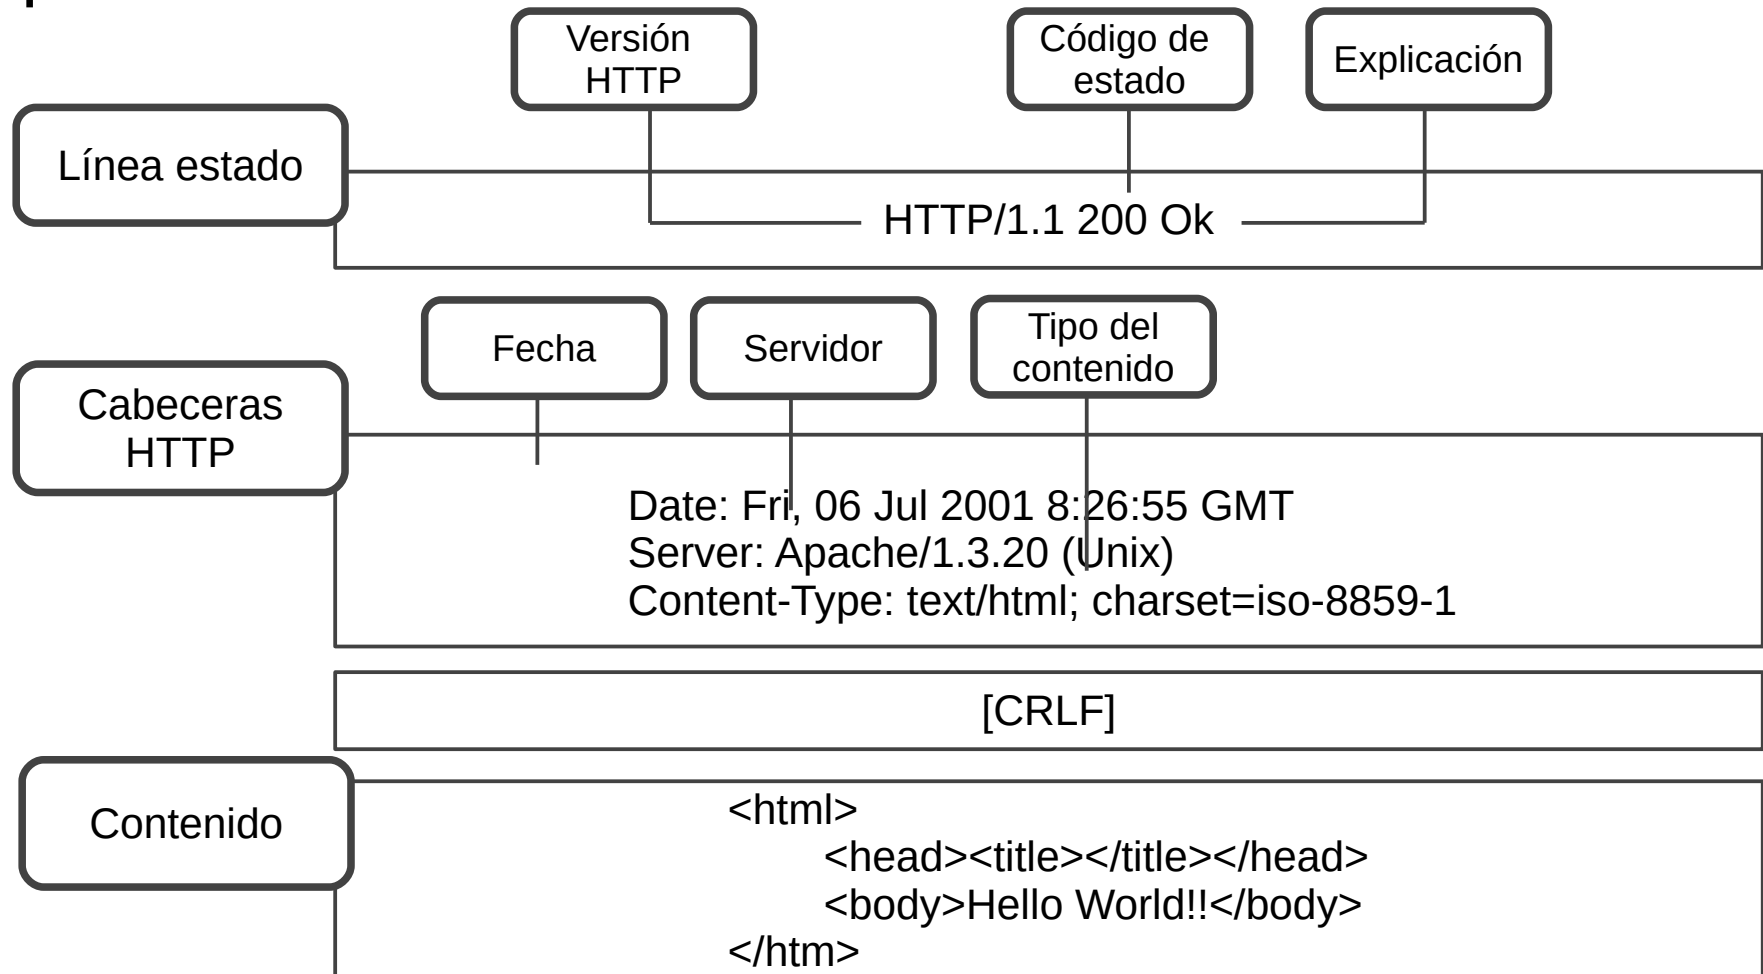 Versión
HTTP
Código de
estado
Explicación
Línea estado
HTTP/1.1 200 Ok
Fecha
Servidor
Tipo del
contenido
Cabeceras
HTTP
Date: Fri, 06 Jul 2001 8:26:55 GMT
Server: Apache/1.3.20 (Unix)
Content-Type: text/html; charset=iso-8859-1
[CRLF]
Contenido
<html>
<head><title></title></head>
<body>Hello World!!</body>
</htm>